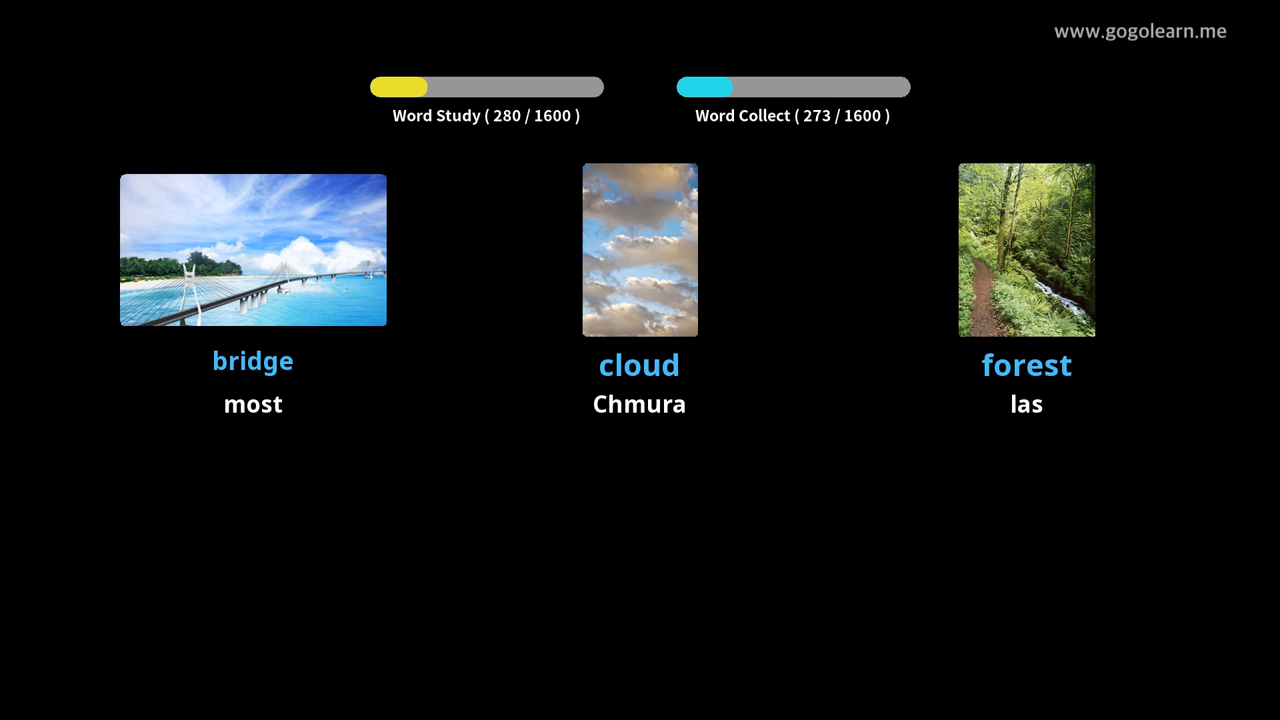 www.gogolearn.me
Word Study ( 280 / 1600 )
Word Collect ( 273 / 1600 )
bridge
most
cloud
Chmura
forest
las